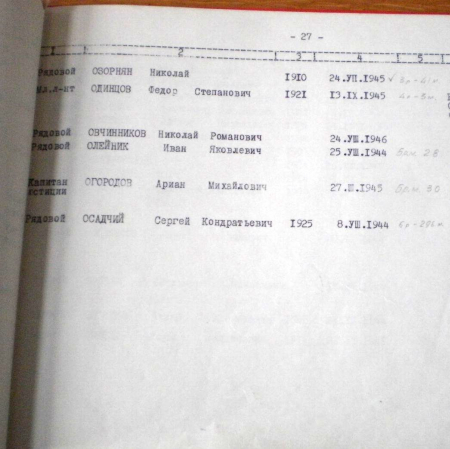 - 27 -
1 2 3 4 5
Рядовой ОЗОРНЯН Николай 1910 24.УП.1945
Мл.л-нт ОДИНЦОВ Федор Степанович 1921 13.IX.1945
Рядовой ОВЧИННИКОВ Николай Романович 24.УШ.1946
Рядовой ОЛЕЙНИК Иван Яковлевич 25.УШ.1944
Капитан ОГОРОДОВ Ариан Михайлович 27.Ш.1945
юстиции
Рядовой ОСАДЧИЙ Сергей Кондратьевич 1925 8.УШ.1944